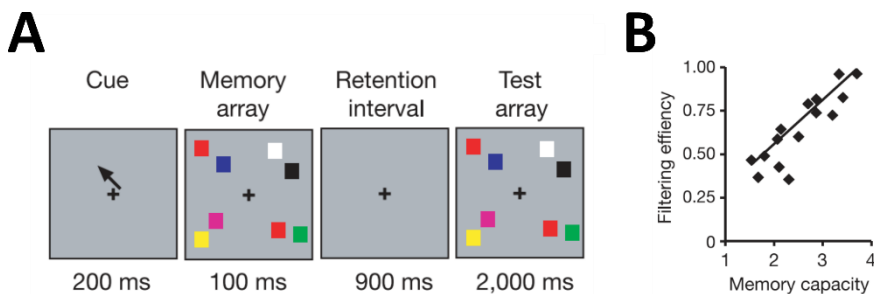 A
B
Cue
Memory
array
Retention
interval
Test
array
200 ms
100 ms
900 ms
2,000 ms
Filtering effiency
1.00
0.75
0.50
0.25
0
1 2 3 4
Memory capacity